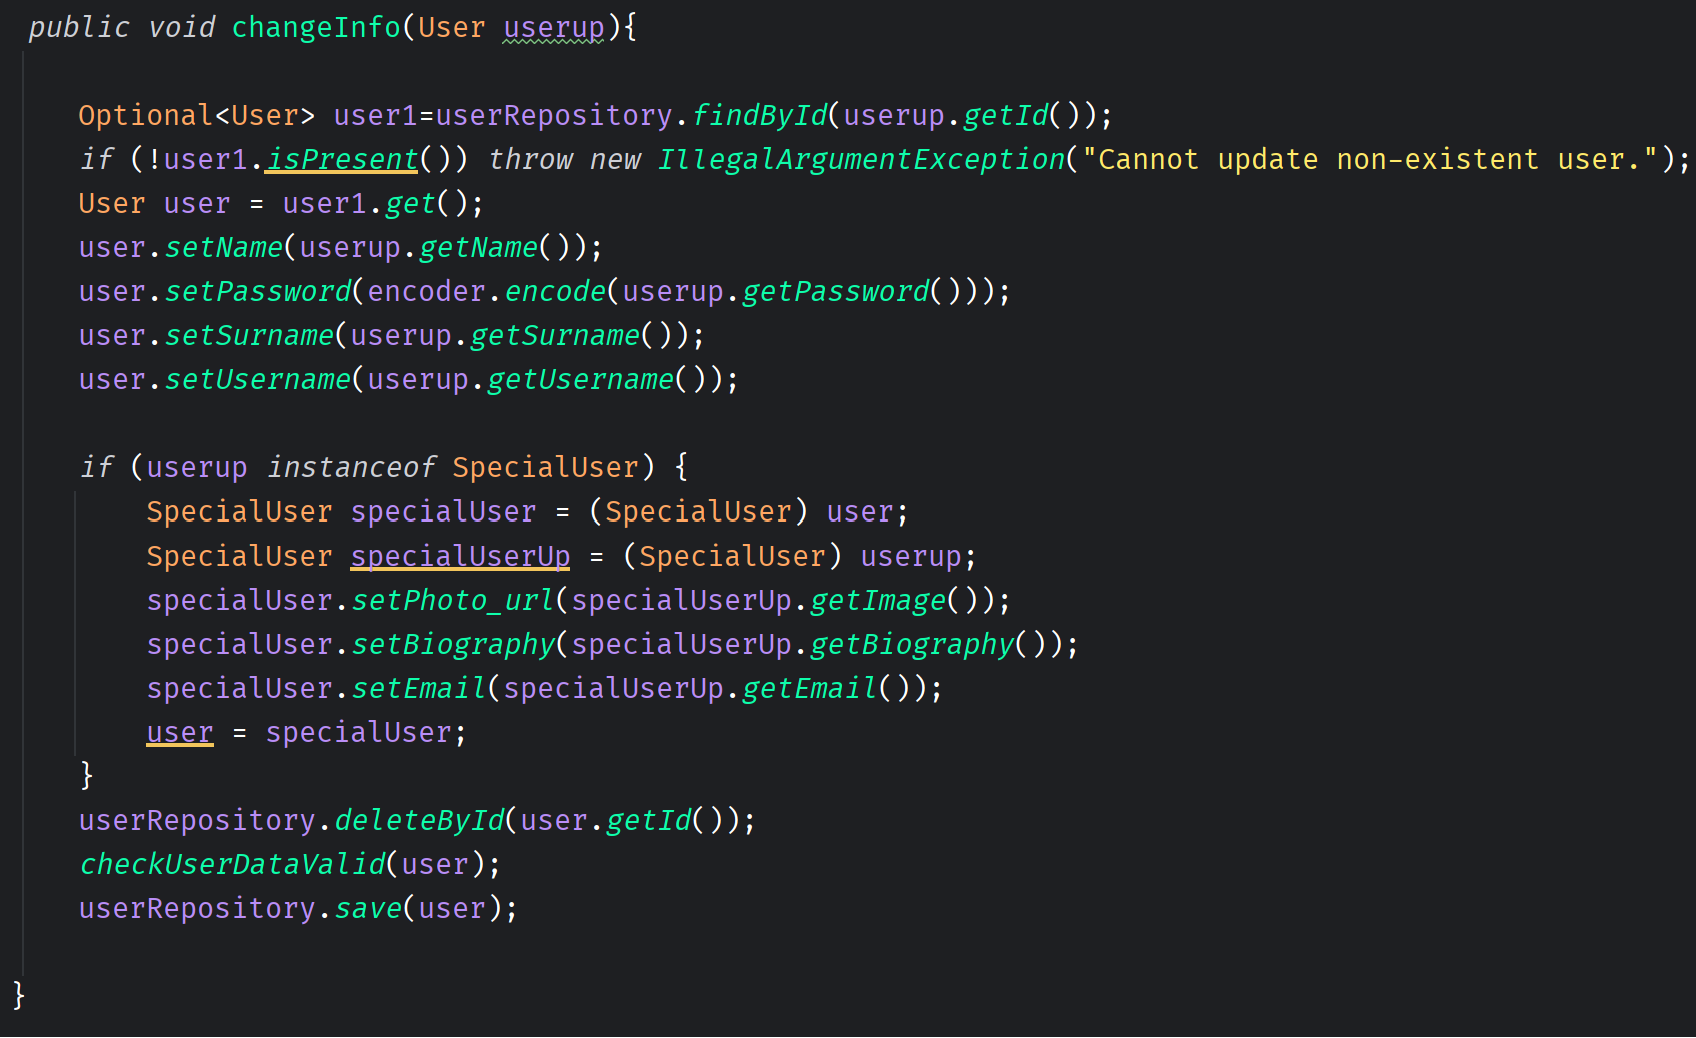 public void changeInfo(User userup){
Optional<User> user1=userRepository.findById(userup.getId());
if (!user1.isPresent()) throw new IllegalArgumentException("Cannot update non-existent user.");
User user = user1.get();
user.setName(userup.getName());
user.setPassword(encoder.encode(userup.getPassword()));
user.setSurname(userup.getSurname());
user.setUsername(userup.getUsername());
if (userup instanceof SpecialUser) {
SpecialUser specialUser = (SpecialUser) user;
SpecialUser specialUserUp = (SpecialUser) userup;
specialUser.setPhoto_url(specialUserUp.getImage());
specialUser.setBiography(specialUserUp.getBiography());
specialUser.setEmail(specialUserUp.getEmail());
user = specialUser;
}
userRepository.deleteById(user.getId());
checkUserDataValid(user);
userRepository.save(user);
}